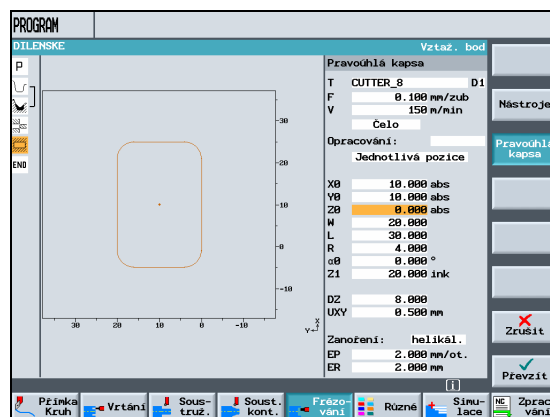 PROGRAM
DILENSKE
Vztaž. bod
Pravoúhlá kapsa
P
T CUTTER_8 D1
F 0.100 mm/zub
V 150 m/min
Čelo
Opracování:
Jednotlivá pozice
X0 10.000 abs
Y0 10.000 abs
Z0 0.000 abs
W 20.000
L 30.000
R 4.000
α0 0.000 °
Z1 20.000 ink
DZ 8.000
UXY 0.500 mm
Zanoření: helikál.
EP 2.000 mm/ot.
ER 2.000 mm
END
30
20
10
0
-10
30 20 10 0 -10
Y
X
Nástroje
Pravoúhlá kapsa
Zrušit
Převzít
i
Přímka Kruh
Vrtání
Sous- truž.
Soust. kont.
Frézo- vání
Různé
Simu- lace
NC Zprac vání